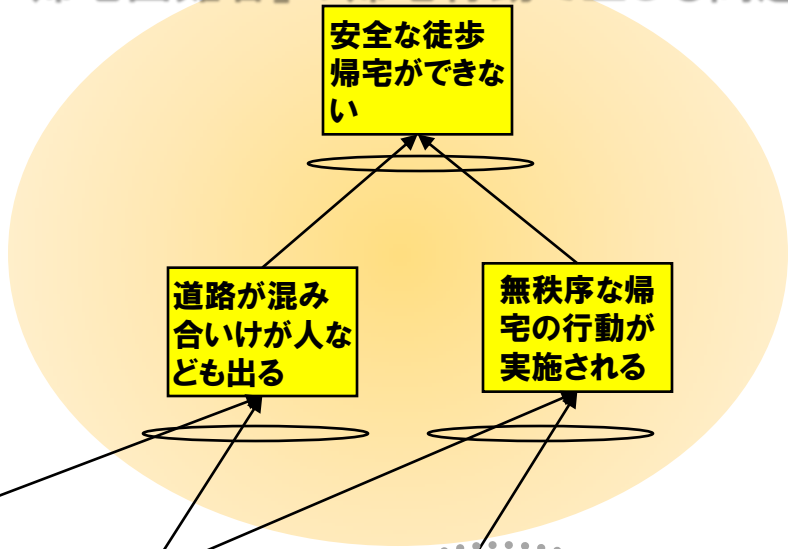 安全な徒歩
帰宅ができな
い
道路が混み
合いけが人な
ども出る
無秩序な帰
宅の行動が
実施される